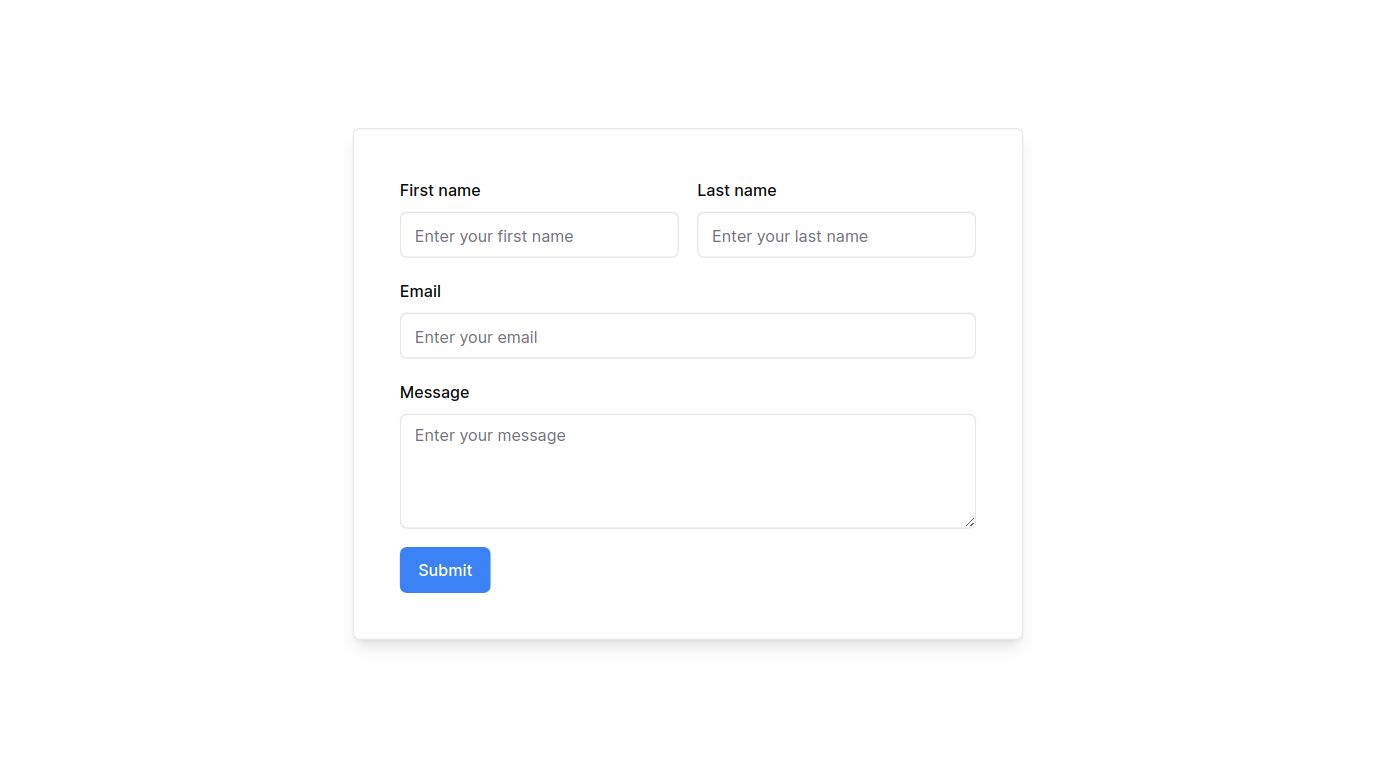 First name
Last name
Enter your first name
Enter your last name
Email
Enter your email
Message
Enter your message
Submit